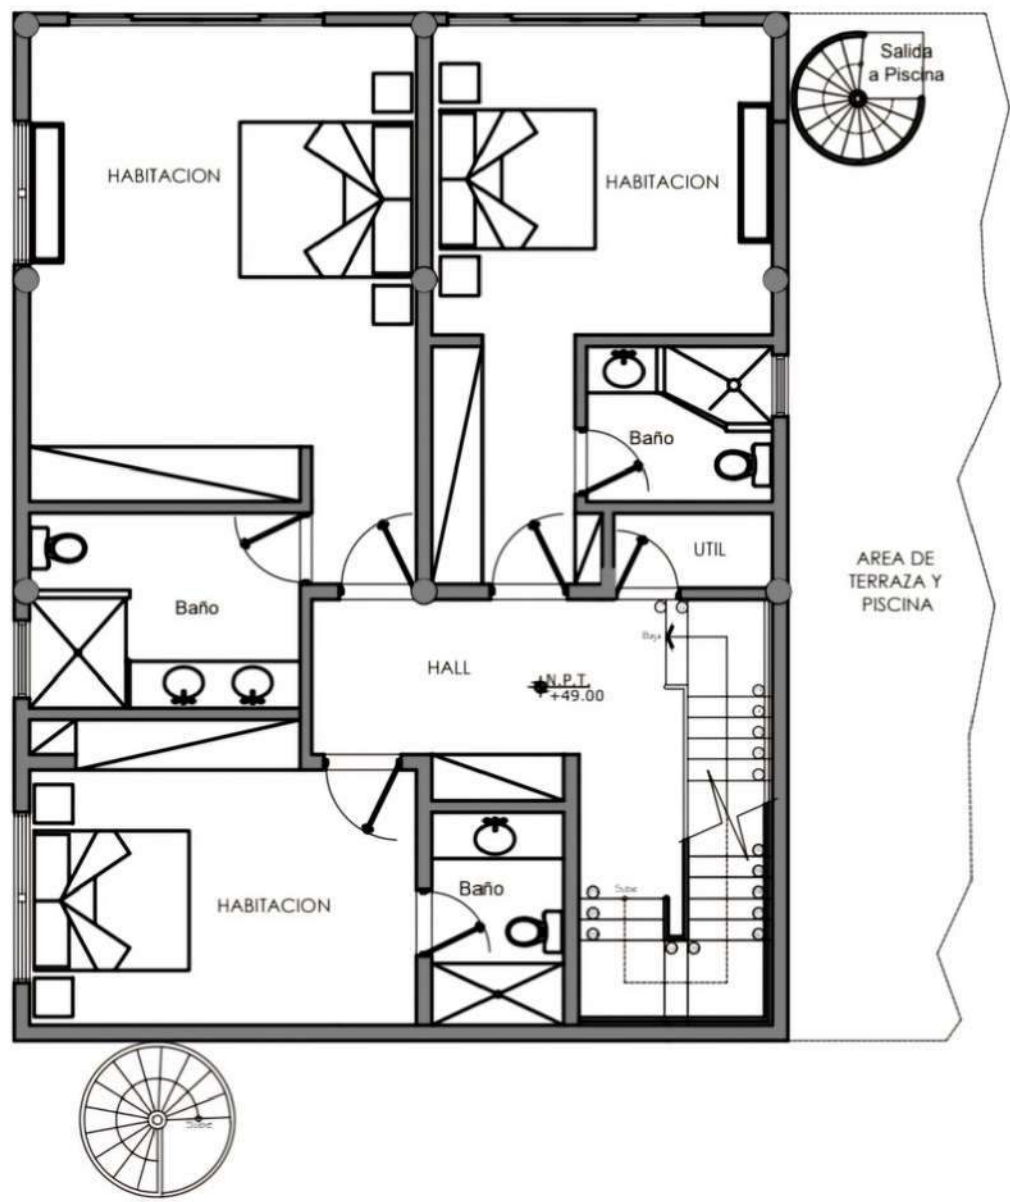 Salida
a Piscina
HABITACION
HABITACION
Baño
UTIL
AREA DE
TERRAZA Y
PISCINA
Baño
Baja
HALL
N.P.T.
+49.00
Baño
Sube
HABITACION
Sube